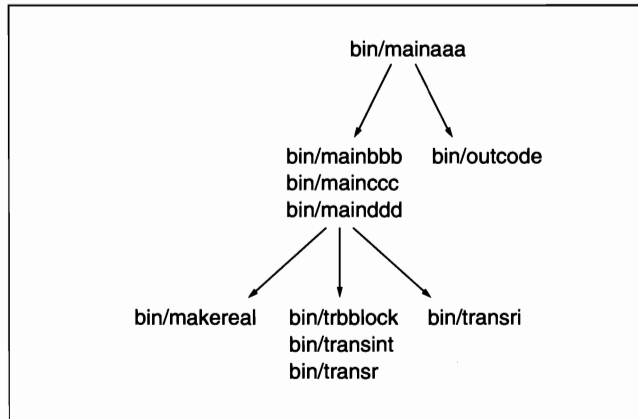 bin/mainaaa
bin/mainbbb bin/outcode
bin/mainccc
bin/mainddd
bin/makereal bin/trbblock bin/transri
bin/transint
bin/transr